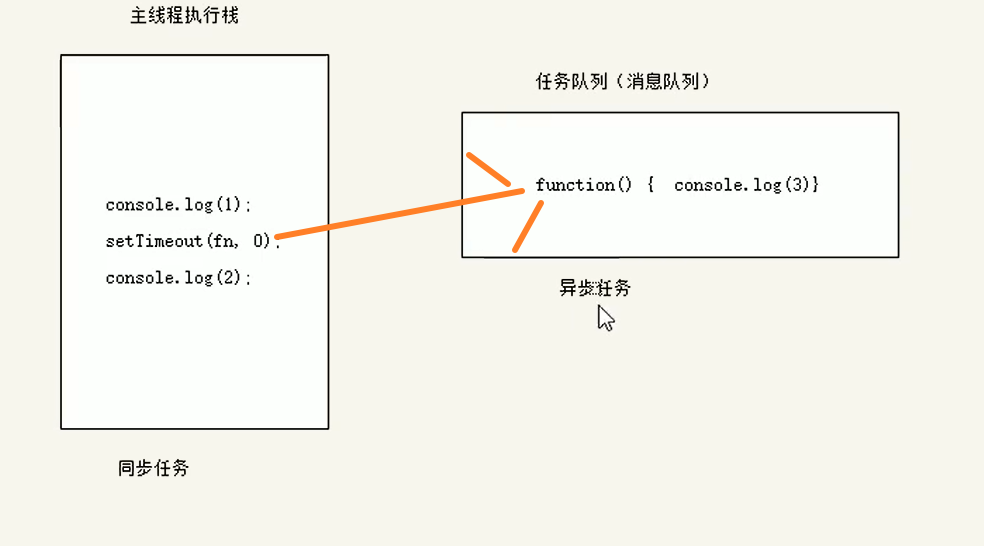 主线程执行栈
console.log(1);
setTimeout(fn, 0);
console.log(2);
同步任务
任务队列（消息队列）
function() {  console.log(3)}
异步任务